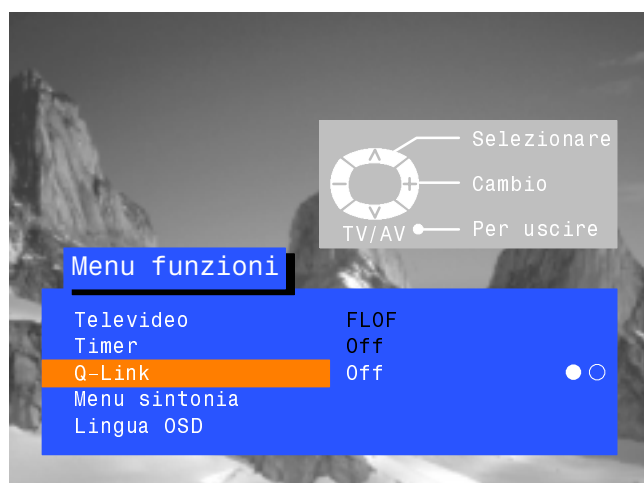 Selezionare
Cambio
TV/AV Per uscire
Menu funzioni
Televideo FLOF
Timer Off
Q-Link Off
Menu sintonia
Lingua OSD